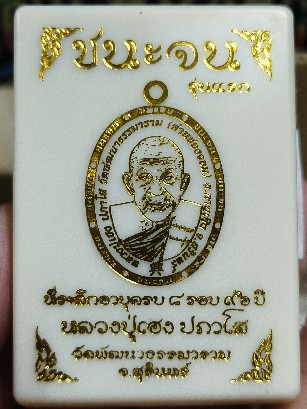 ชนะจน
รุ่นแรก
ที่ระลึกอายุครบ ๘ รอบ ๙๖ ปี
หลวงปู่เฮง ปภาโส
วัดพัฒนาธรรมาราม
จ.สุรินทร์